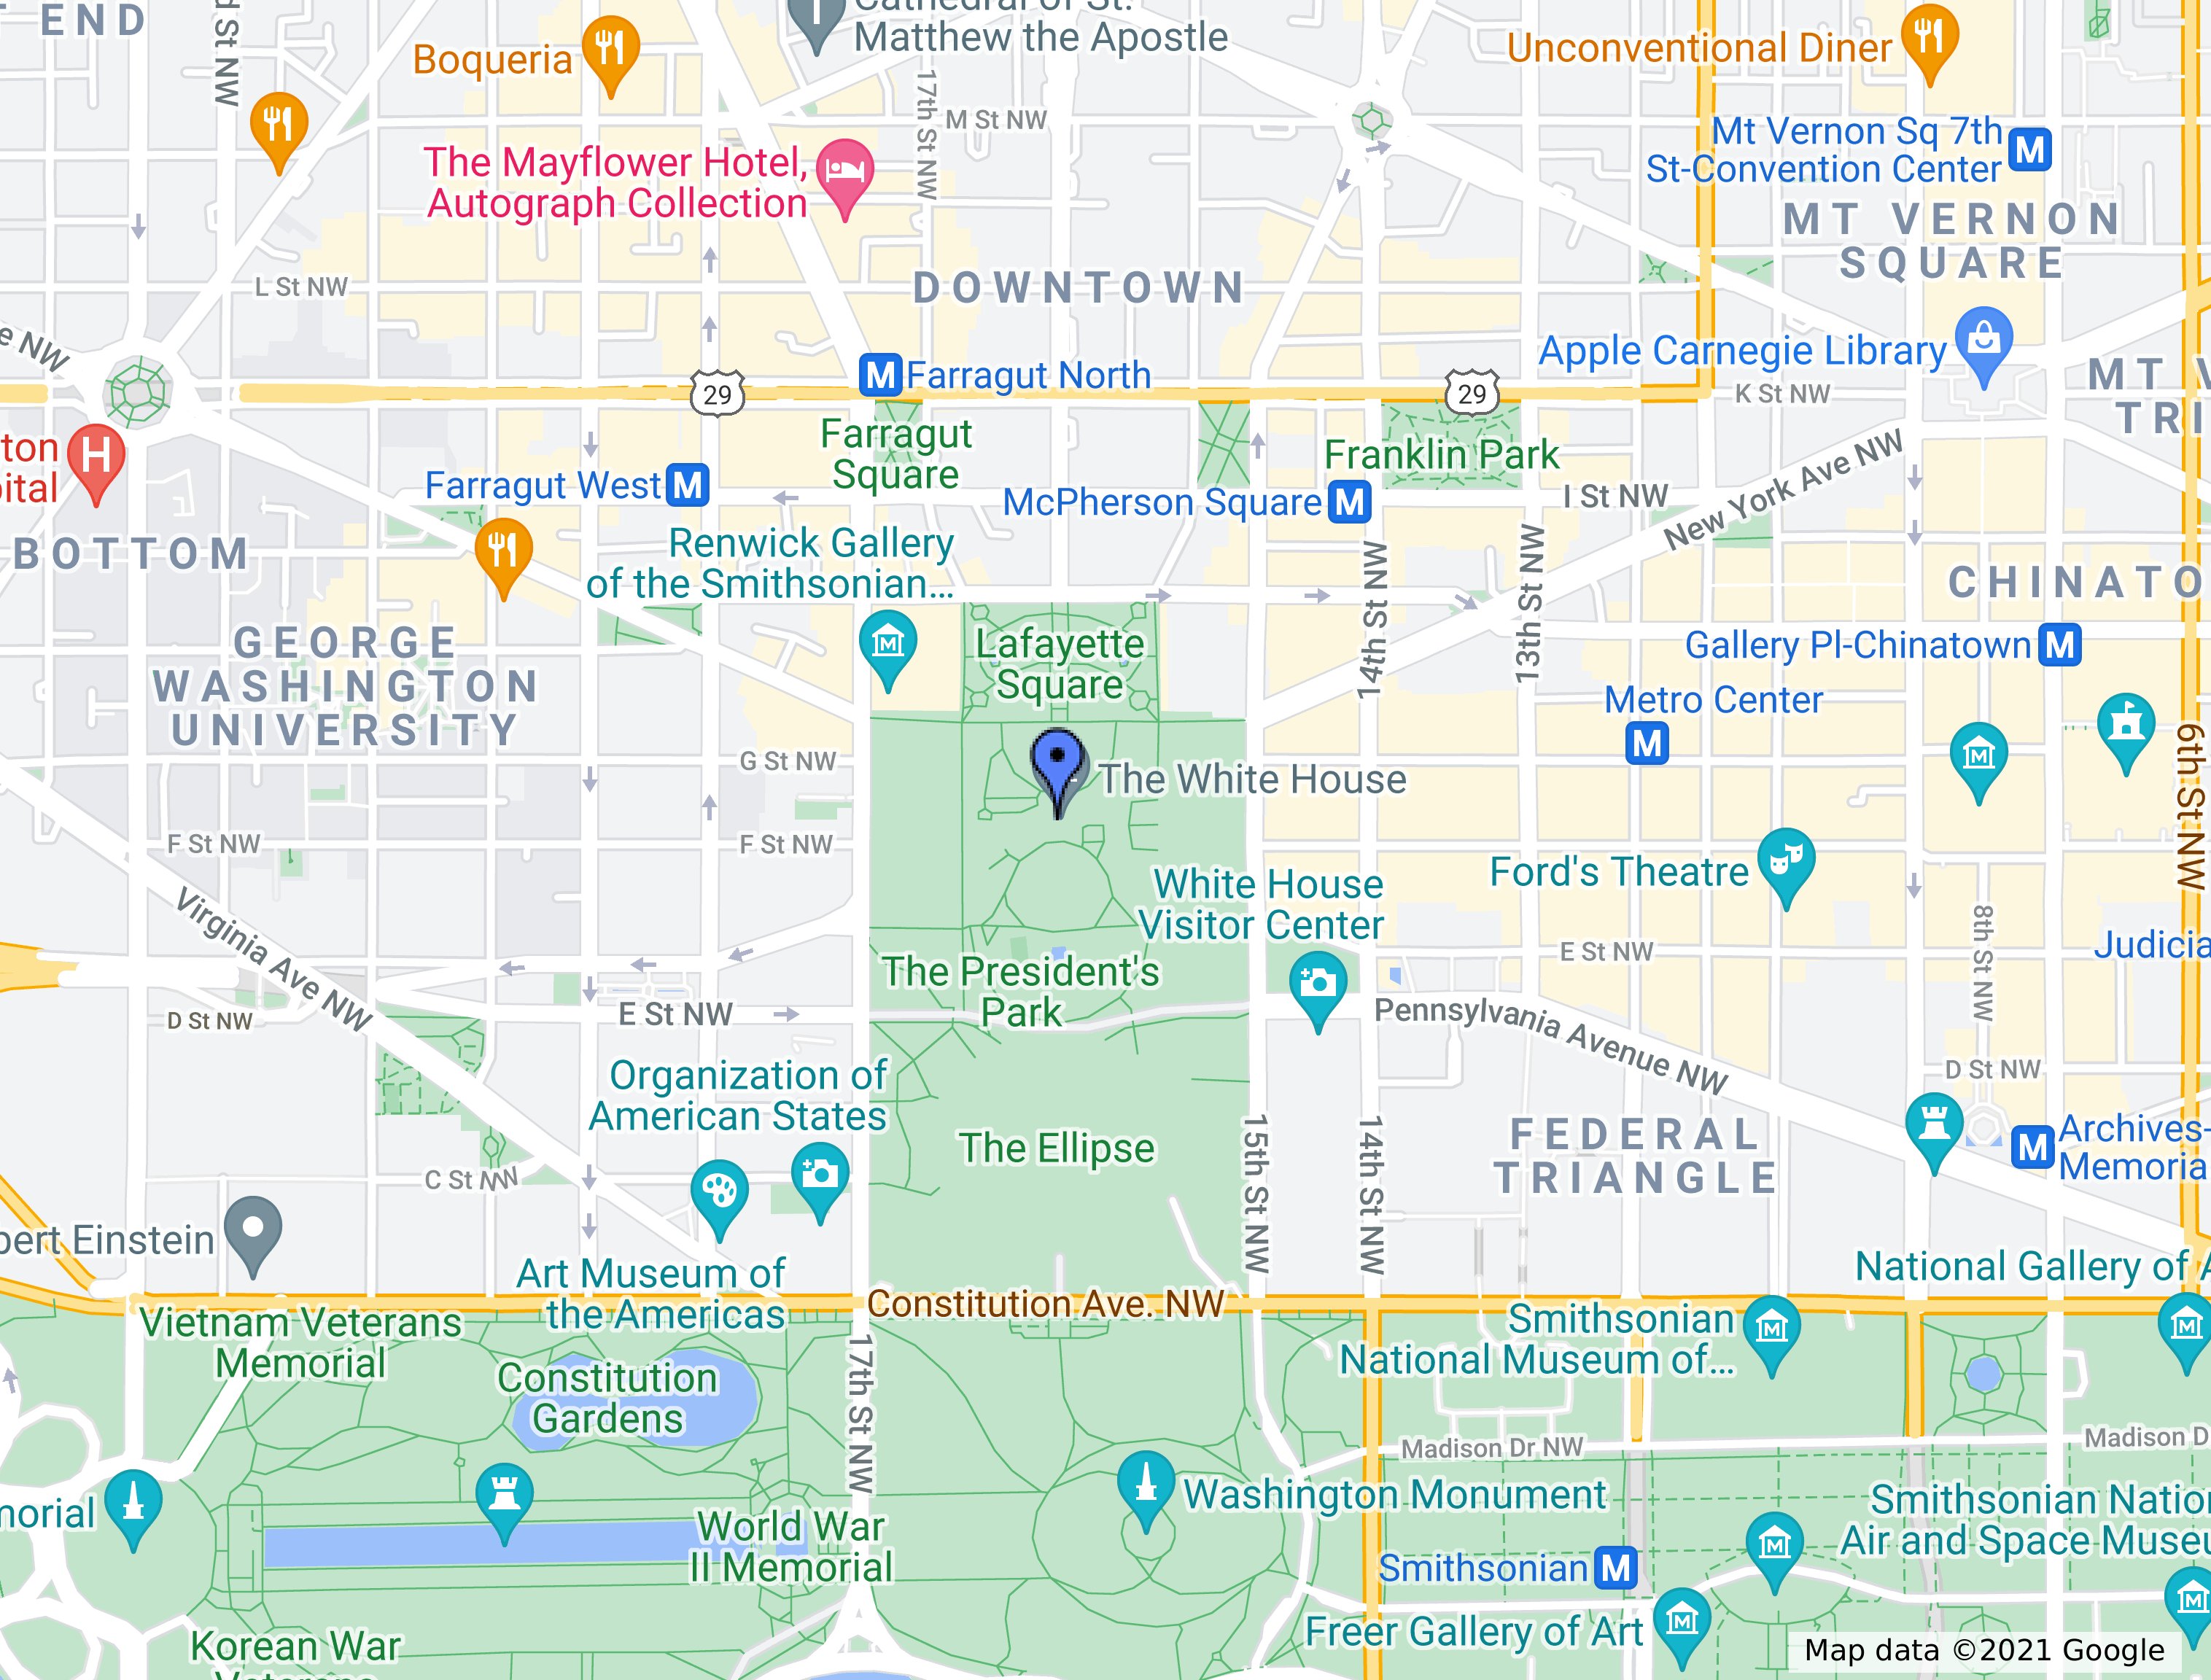 END
d St NW
Boqueria
Cathedral of St.
Matthew the Apostle
17th St NW
M St NW
Unconventional Diner
Mt Vernon Sq 7th
St-Convention Center
MT VERNON
SQUARE
The Mayflower Hotel,
Autograph Collection
L St NW
DOWNTOWN
e NW
Apple Carnegie Library
MT V
TRI
29
Farragut North
29
K St NW
ton
ital
Farragut
Square
Franklin Park
Farragut West
McPherson Square
I St NW
New York Ave NW
BOTTOM
Renwick Gallery
of the Smithsonian...
14th St NW
13th St NW
CHINATO
GEORGE
WASHINGTON
UNIVERSITY
Lafayette
Square
Gallery Pl-Chinatown
Metro Center
G St NW
The White House
6th St NW
F St NW
F St NW
Ford's Theatre
White House
Visitor Center
Virginia Ave NW
8th St NW
E St NW
Judicia
The President's
Park
D St NW
E St NW
Pennsylvania Avenue NW
D St NW
Organization of
American States
The Ellipse
15th St NW
14th St NW
FEDERAL
TRIANGLE
Archives-
Memoria
C St NW
bert Einstein
Art Museum of
the Americas
National Gallery of A
Constitution Ave. NW
Vietnam Veterans
Memorial
Smithsonian
National Museum of...
Constitution
Gardens
17th St NW
Madison Dr NW
Madison D
morial
Washington Monument
Smithsonian Nation
Air and Space Museu
World War
II Memorial
Smithsonian
Freer Gallery of Art
Korean War
Veterans
Map data ©2021 Google